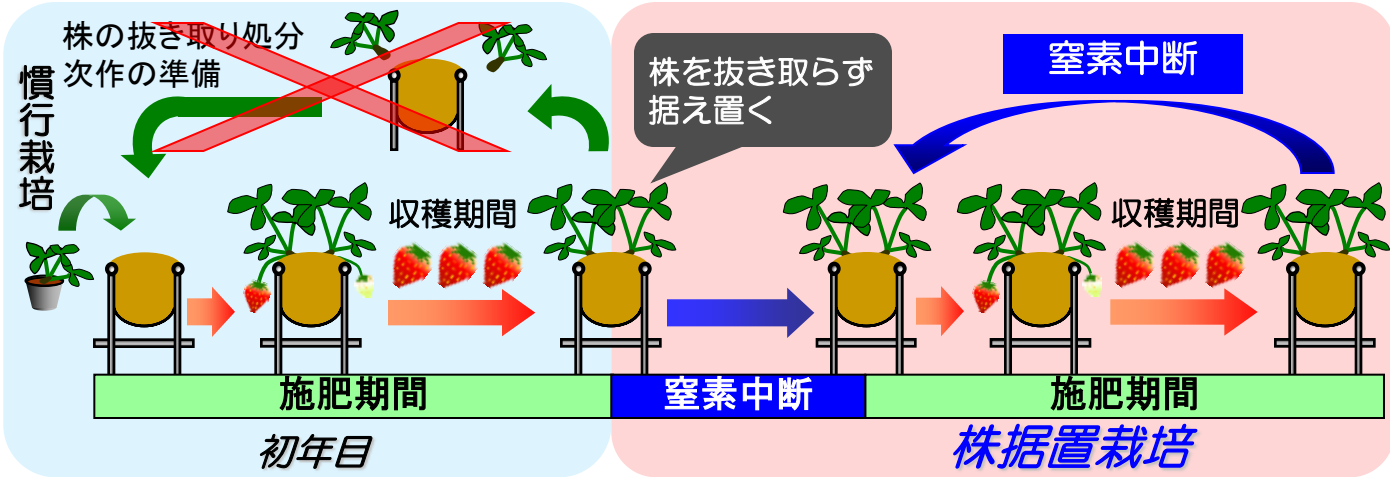 株の抜き取り処分
次作の準備
慣行栽培
収穫期間
株を抜き取らず
据え置く
窒素中断
収穫期間
施肥期間
窒素中断
施肥期間
初年目
株据置栽培